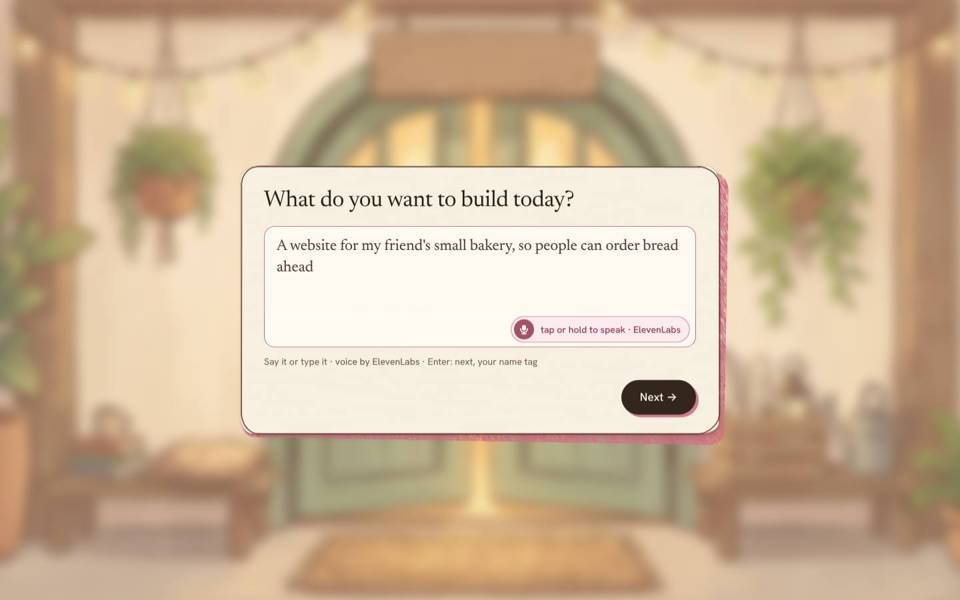 What do you want to build today?
A website for my friend's small bakery, so people can order bread
ahead
tap or hold to speak · ElevenLabs
Say it or type it · voice by ElevenLabs · Enter: next, your name tag
Next →